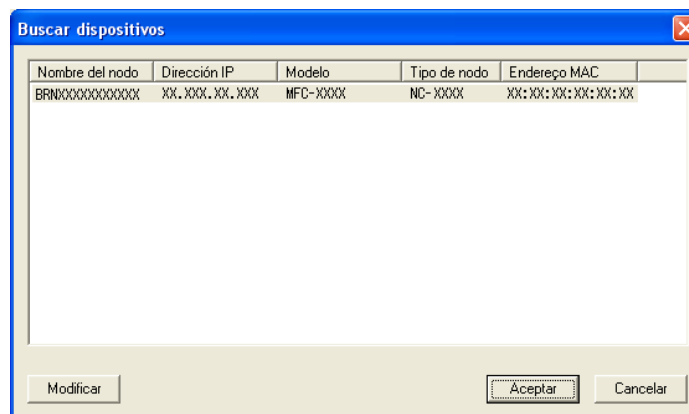 Buscar dispositivos
Nombre del nodo Dirección IP Modelo Tipo de nodo Endereço MAC
BRNXXXXXXXXXXXX XX.XXX.XX.XXX MFC-XXXX NC-XXXX XX:XX:XX:XX:XX:XX
Modificar Aceptar Cancelar